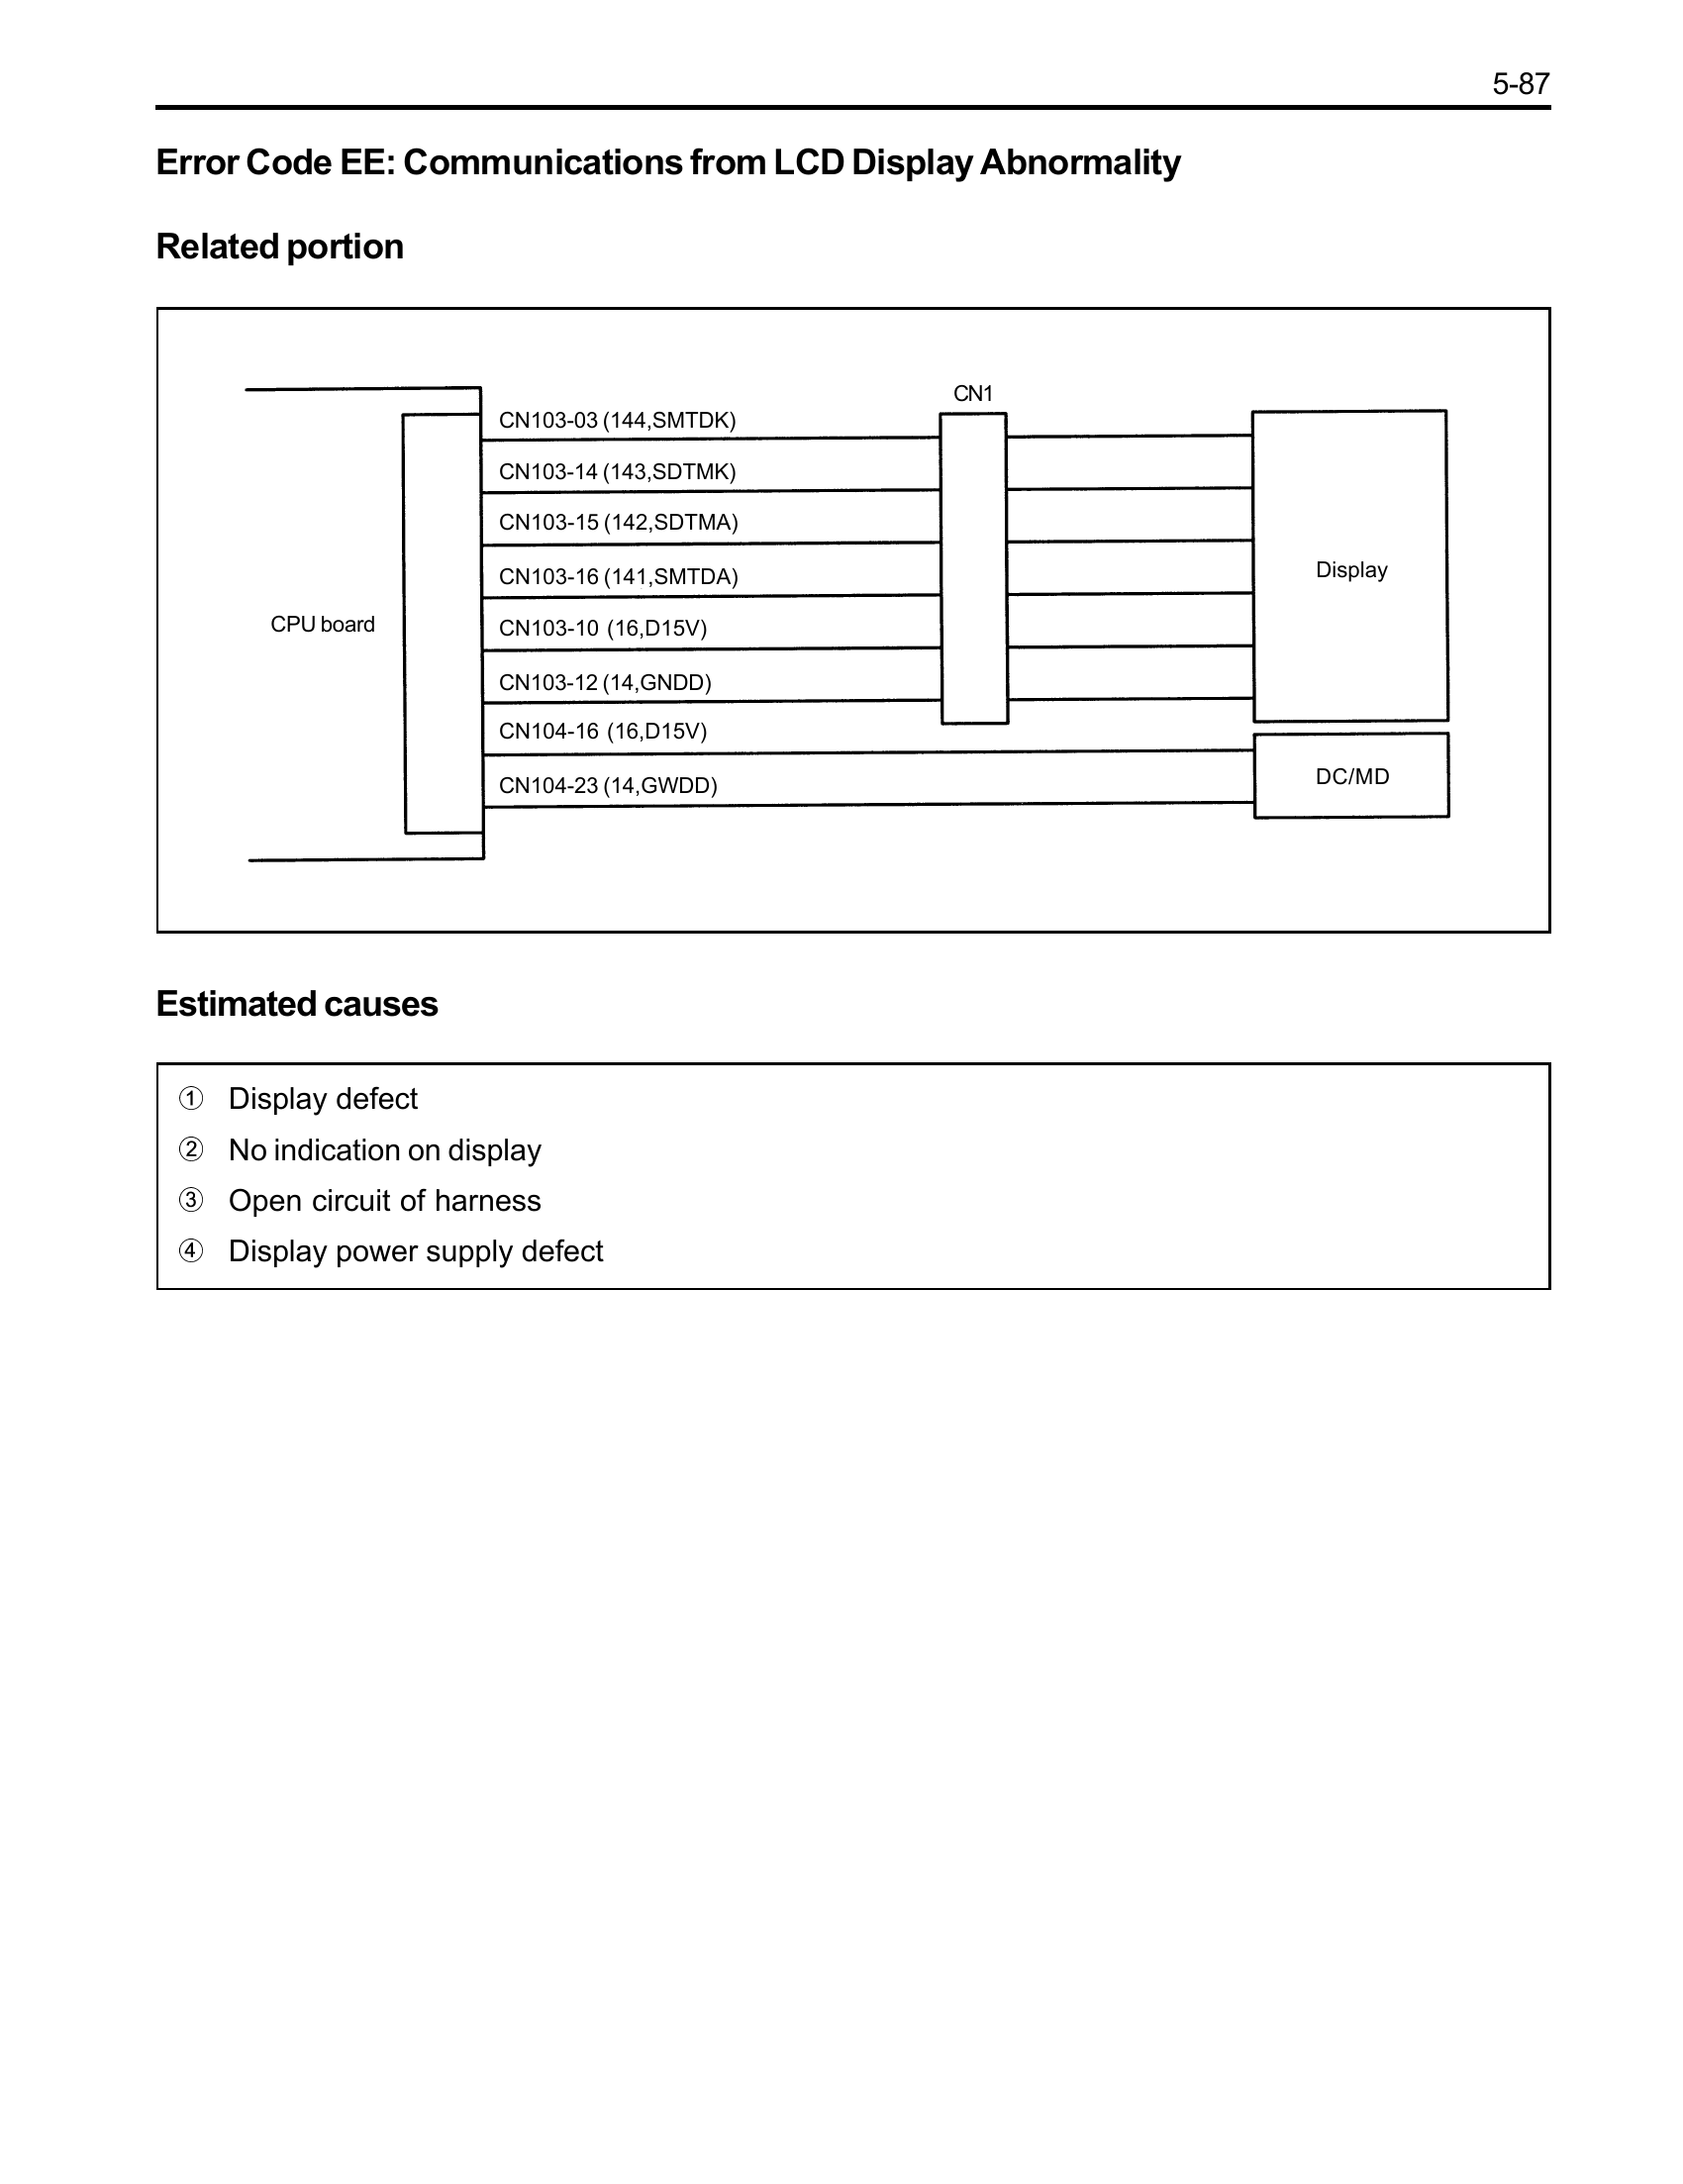 5-87
Error Code EE: Communications from LCD Display Abnormality
Related portion
CN1
CN103-03 (144,SMTDK)
CN103-14 (143,SDTMK)
CN103-15 (142,SDTMA)
CN103-16 (141,SMTDA)
Display
CPU board
CN103-10 (16,D15V)
CN103-12 (14,GNDD)
CN104-16 (16,D15V)
DC/MD
CN104-23 (14,GWDD)
Estimated causes
① Display defect
② No indication on display
③ Open circuit of harness
④ Display power supply defect